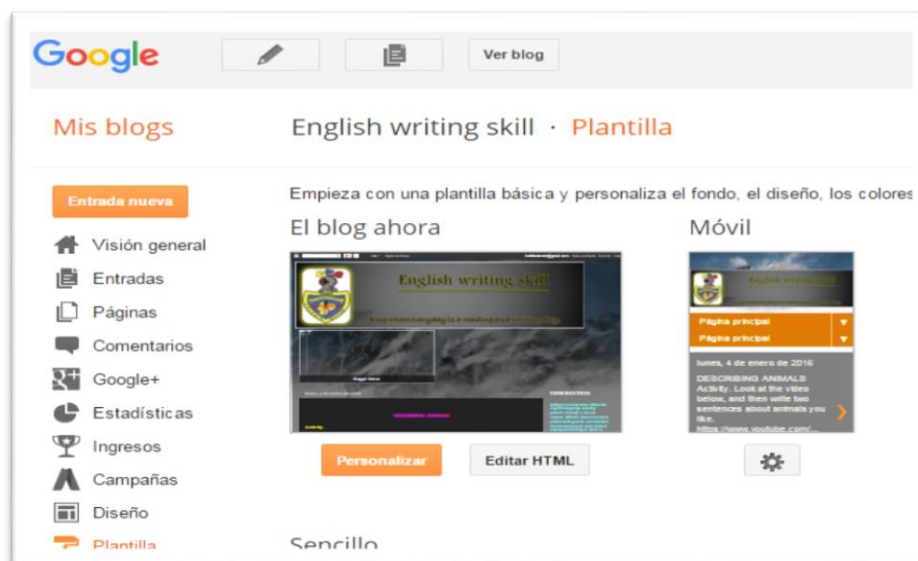 Google
Ver blog
Mis blogs
English writing skill · Plantilla
Entrada nueva
Empieza con una plantilla básica y personaliza el fondo, el diseño, los colores
El blog ahora
Móvil
Visión general
Entradas
Páginas
Comentarios
Google+
Estadísticas
Ingresos
Campañas
Diseño
Plantilla
English writing skill
Página principal
Página principal
lunes, 4 de enero de 2016
DESCRIBING ANIMALS
Activity. Look at the video
below, and then write two
sentences about animals you
like.
https://www.youtube.com/...
Personalizar
Editar HTML
Sencillo